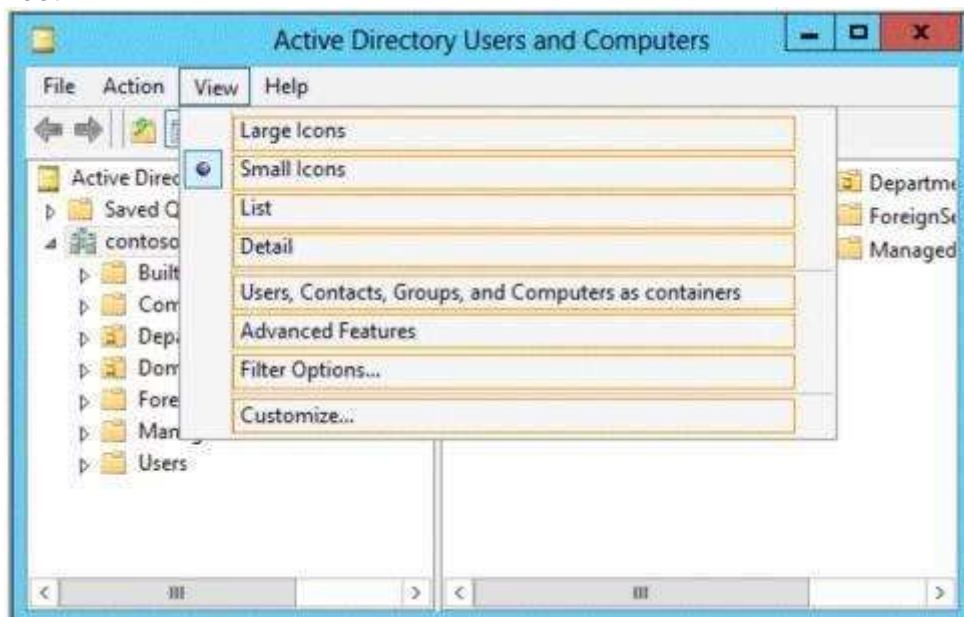 Active Directory Users and Computers
File Action View Help
Large Icons
Small Icons
List
Detail
Users, Contacts, Groups, and Computers as containers
Advanced Features
Filter Options...
Customize...
Active Direc
Saved Q
contoso
Built
Com
Depa
Dom
Fore
Man
Users
Departme
ForeignSe
Managed